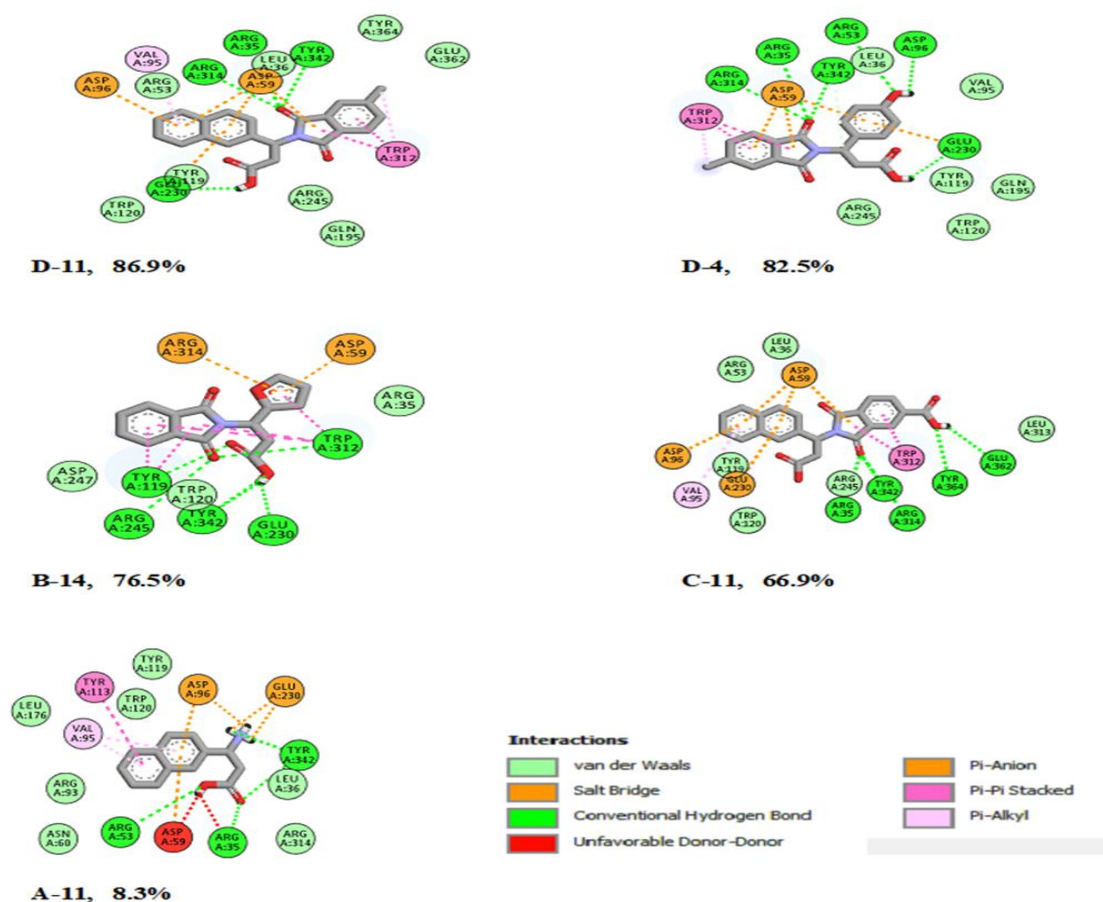 TYR
A:364
ARG
A:35
TYR
A:342
GLU
A:362
VAL
A:95
LEU
A:36
ARG
A:314
ASP
A:59
ASP
A:96
ARG
A:53
TRP
A:312
TYR
A:119
GLU
A:230
TRP
A:120
ARG
A:245
GLN
A:195
D-11, 86.9%
ARG
A:53
ASP
A:96
ARG
A:35
LEU
A:36
TYR
A:342
ARG
A:314
ASP
A:59
VAL
A:95
TRP
A:312
GLU
A:230
TYR
A:119
GLN
A:195
ARG
A:245
TRP
A:120
D-4, 82.5%
ARG
A:314
ASP
A:59
ARG
A:35
TRP
A:312
ASP
A:247
TYR
A:119
TRP
A:120
ARG
A:245
TYR
A:342
GLU
A:230
B-14, 76.5%
LEU
A:36
ARG
A:53
ASP
A:59
LEU
A:313
ASP
A:96
TRP
A:312
GLU
A:362
TYR
A:119
GLU
A:230
ARG
A:245
TYR
A:342
TYR
A:364
VAL
A:95
ARG
A:35
ARG
A:314
TRP
A:120
C-11, 66.9%
TYR
A:119
TYR
A:113
ASP
A:96
GLU
A:230
LEU
A:176
TRP
A:120
VAL
A:95
TYR
A:342
LEU
A:36
ARG
A:93
ARG
A:53
ASN
A:60
ASP
A:59
ARG
A:35
ARG
A:314
A-11, 8.3%
Interactions
van der Waals
Salt Bridge
Conventional Hydrogen Bond
Unfavorable Donor-Donor
Pi-Anion
Pi-Pi Stacked
Pi-Alkyl